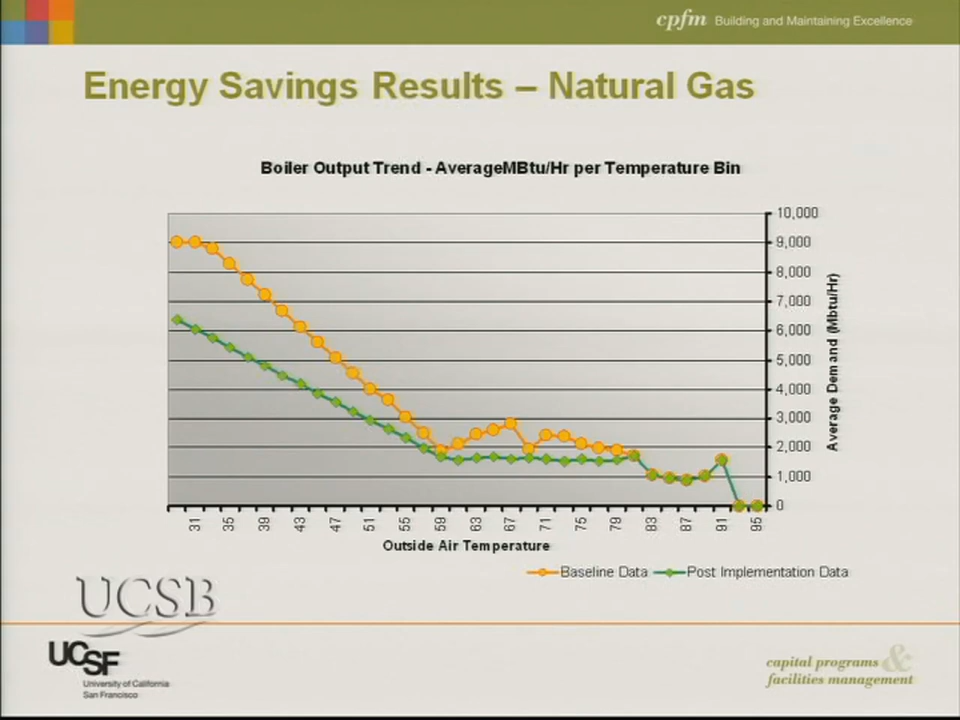 cpfm Building and Maintaining Excellence
Energy Savings Results – Natural Gas
Boiler Output Trend - AverageMBtu/Hr per Temperature Bin
10,000
9,000
8,000
7,000
6,000
5,000
4,000
3,000
2,000
1,000
0
Average Demand (Mbtu/Hr)
31 35 39 43 47 51 55 59 63 67 71 75 79 83 87 91 95
Outside Air Temperature
Baseline Data Post Implementation Data
UCSB
UCSF
University of California
San Francisco
capital programs &
facilities management